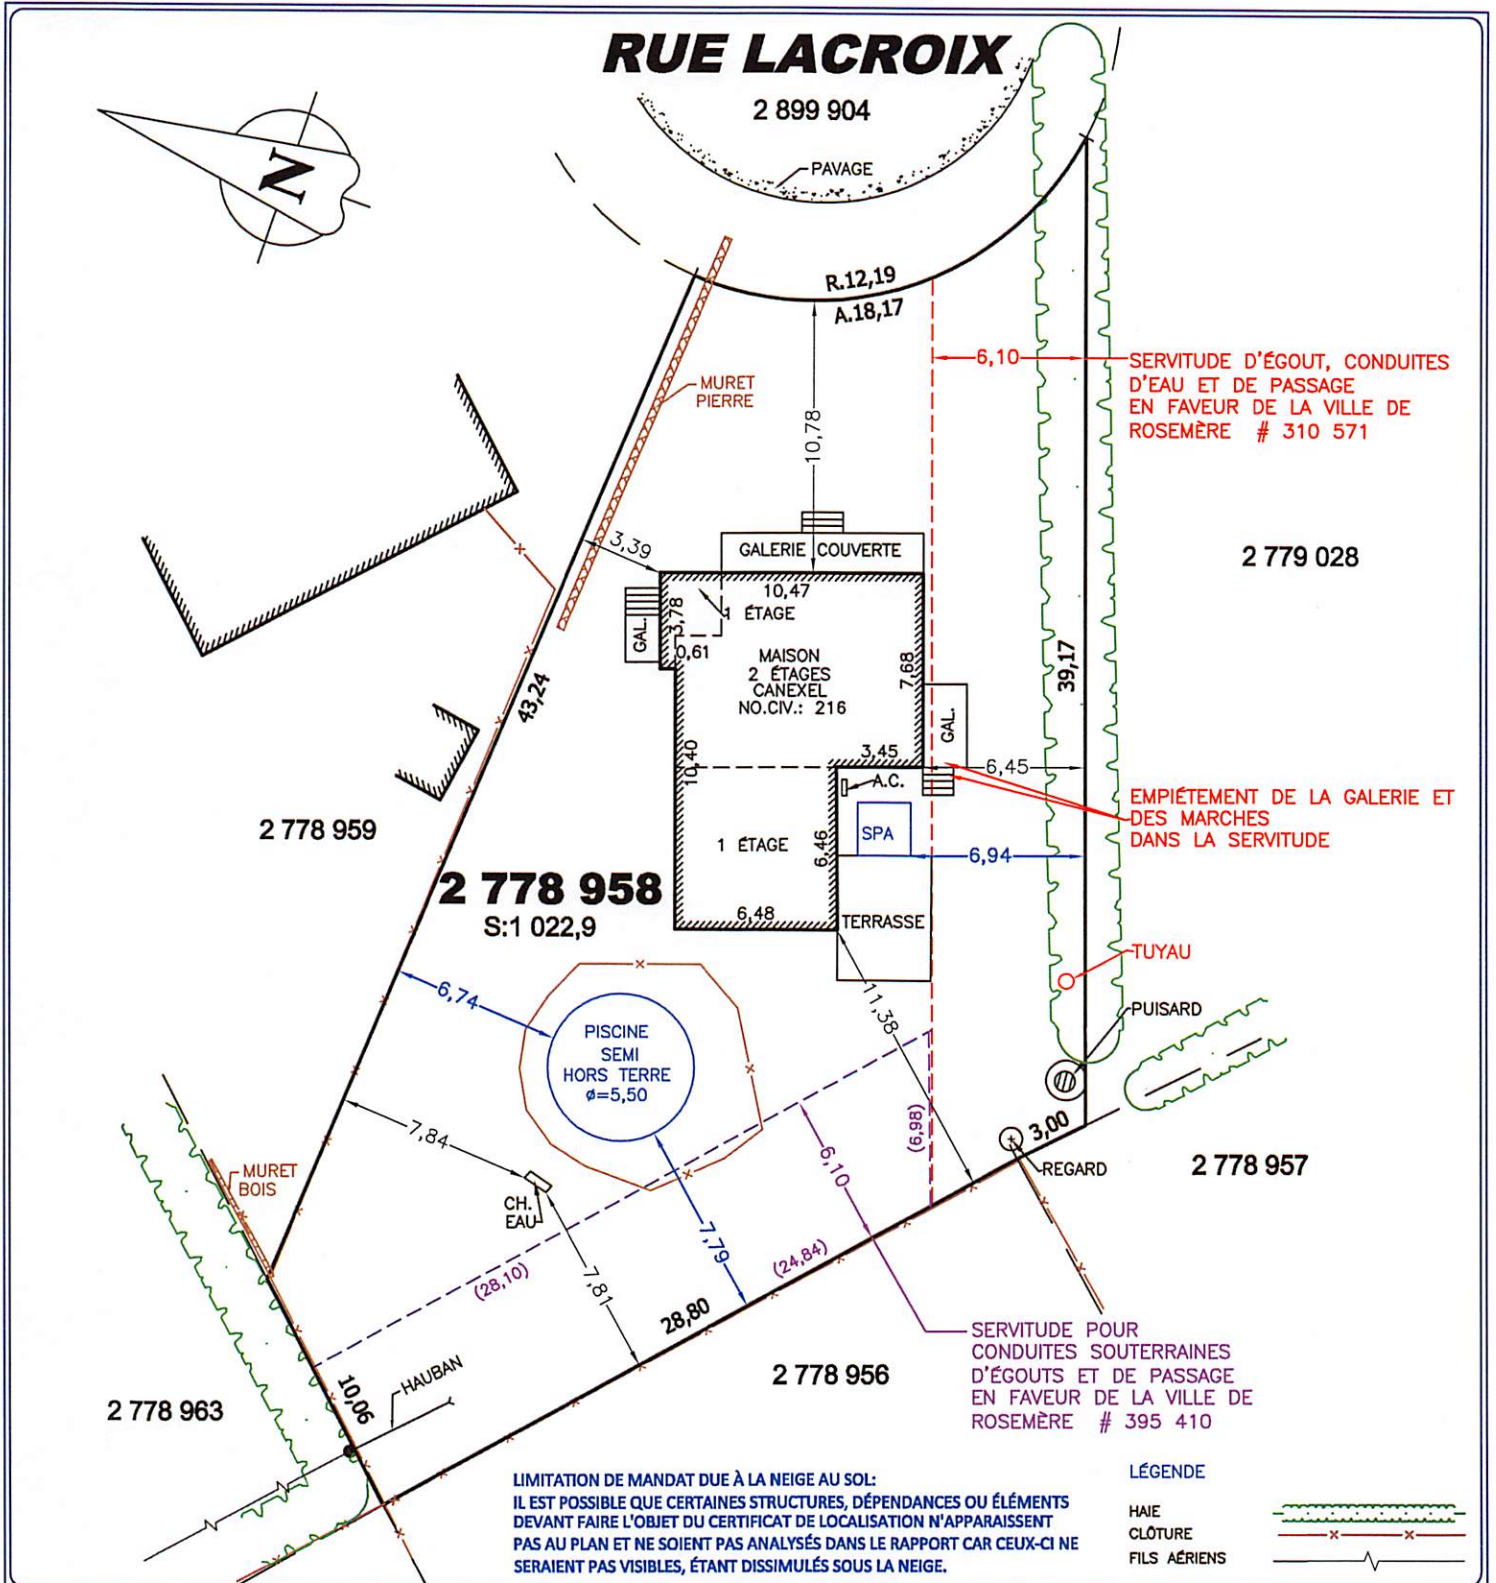 RUE LACROIX
2 899 904
PAVAGE
N
R.12,19
A.18,17
6,10
SERVITUDE D'ÉGOUT, CONDUITES
D'EAU ET DE PASSAGE
EN FAVEUR DE LA VILLE DE
ROSEMÈRE # 310 571
MURET
PIERRE
10,78
3,39
GALERIE COUVERTE
2 779 028
10,47
1 ÉTAGE
3,78
GAL.
0,61
MAISON
2 ÉTAGES
CANEXEL
NO.CIV.: 216
7,68
39,17
43,24
GAL.
3,45
6,45
10,40
A.C.
EMPIÉTEMENT DE LA GALERIE ET
DES MARCHES
DANS LA SERVITUDE
2 778 959
SPA
1 ÉTAGE
6,46
6,94
2 778 958
S:1 022,9
6,48
TERRASSE
TUYAU
6,74
11,38
PUISARD
PISCINE
SEMI
HORS TERRE
ø=5,50
7,84
(6,98)
3,00
6,10
REGARD
2 778 957
MURET
BOIS
CH.
EAU
7,79
(24,84)
(28,10)
7,81
28,80
SERVITUDE POUR
CONDUITES SOUTERRAINES
D'ÉGOUTS ET DE PASSAGE
EN FAVEUR DE LA VILLE DE
ROSEMÈRE # 395 410
2 778 956
10,06
HAUBAN
2 778 963
LIMITATION DE MANDAT DUE À LA NEIGE AU SOL:
IL EST POSSIBLE QUE CERTAINES STRUCTURES, DÉPENDANCES OU ÉLÉMENTS
DEVANT FAIRE L'OBJET DU CERTIFICAT DE LOCALISATION N'APPARAISSENT
PAS AU PLAN ET NE SOIENT PAS ANALYSÉS DANS LE RAPPORT CAR CEUX-CI NE
SERAIENT PAS VISIBLES, ÉTANT DISSIMULÉS SOUS LA NEIGE.
LÉGENDE
HAIE
CLÔTURE
FILS AÉRIENS